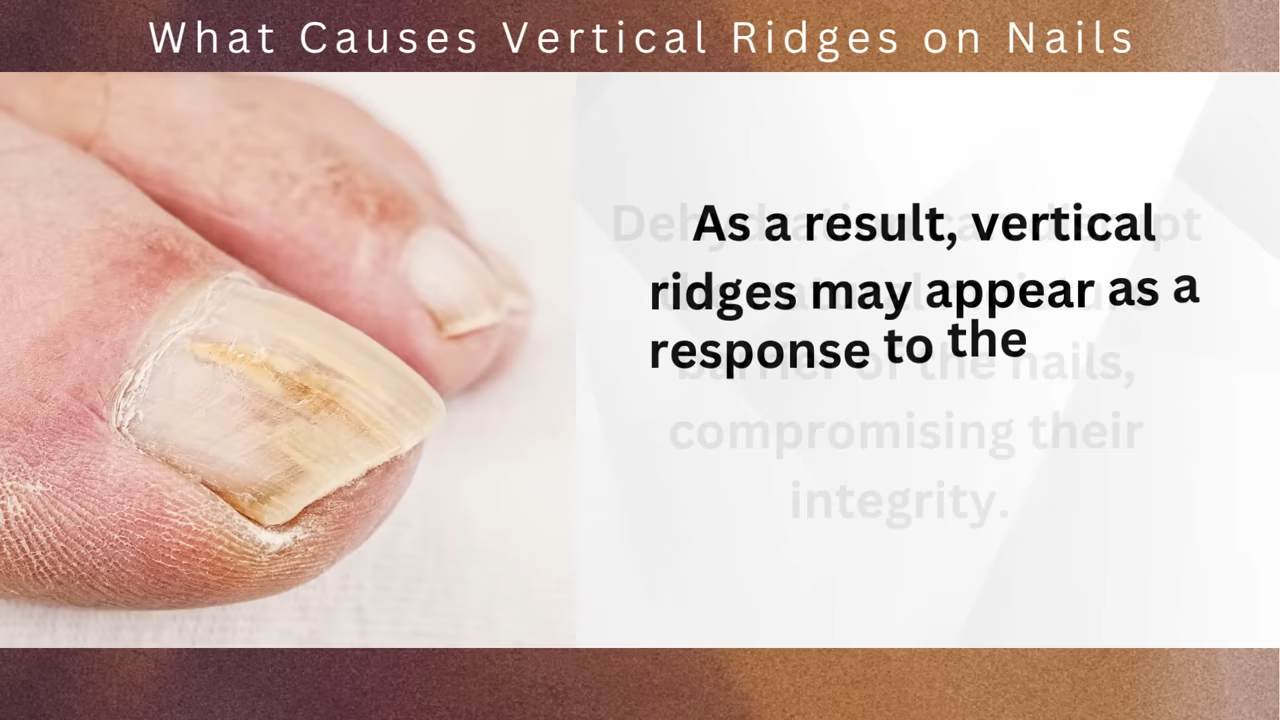 What Causes Vertical Ridges on Nails
As a result, vertical
ridges may appear as a
response to the
barrier of the nails,
compromising their
integrity.